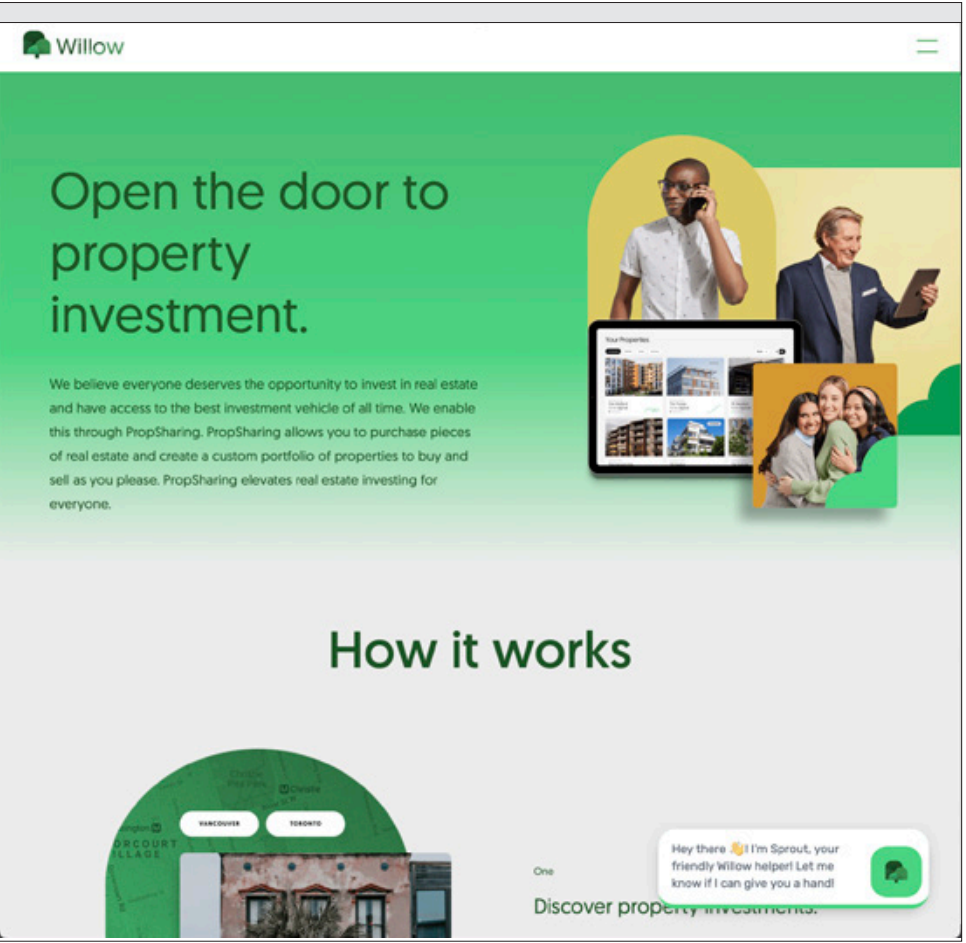 Willow
Open the door to
property
investment.
We believe everyone deserves the opportunity to invest in real estate
and have access to the best investment vehicle of all time. We enable
this through PropSharing. PropSharing allows you to purchase pieces
of real estate and create a custom portfolio of properties to buy and
sell as you please. PropSharing elevates real estate investing for
everyone.
Your Properties
How it works
Christie
VANCOUVER
TORONTO
One
Discover property investments.
Hey there 👋! I'm Sprout, your
friendly Willow helper! Let me
know if I can give you a hand!